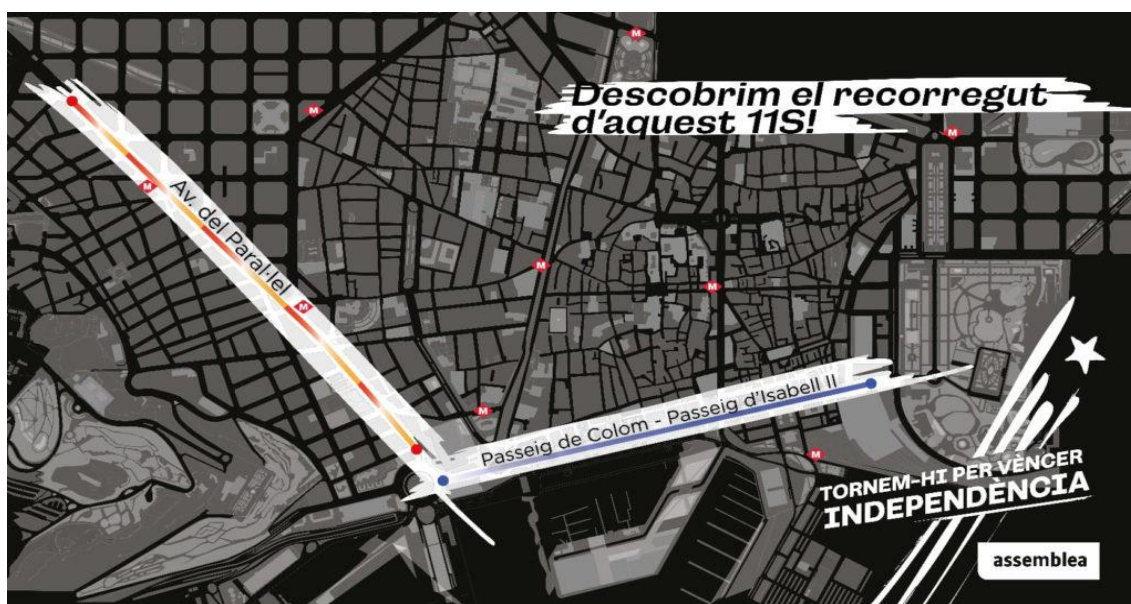 Descobrim el recorregut
d'aquest 11S!
Av. del Paral·lel
Passeig de Colom - Passeig d'Isabell II
TORNEM-HI PER VÈNCER
INDEPENDÈNCIA
assemblea
M
M
M
M
M
M
M
M
M